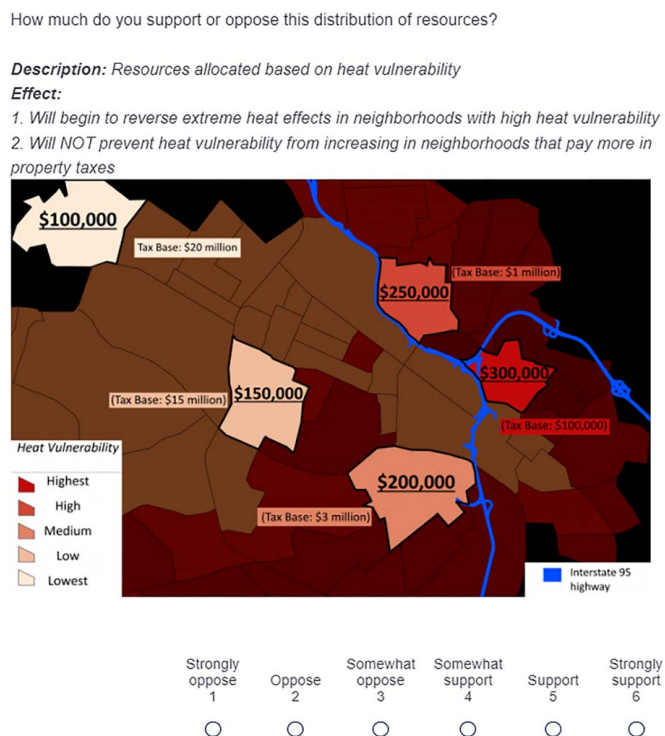 How much do you support or oppose this distribution of resources?
Description: Resources allocated based on heat vulnerability
Effect:
1. Will begin to reverse extreme heat effects in neighborhoods with high heat vulnerability
2. Will NOT prevent heat vulnerability from increasing in neighborhoods that pay more in
property taxes
$100,000
Tax Base: $20 million
(Tax Base: $1 million)
$250,000
$300,000
(Tax Base: $15 million)
$150,000
(Tax Base: $100,000)
Heat Vulnerability
Highest
High
Medium
Low
Lowest
$200,000
(Tax Base: $3 million)
Interstate 95
highway
Strongly oppose 1
Oppose 2
Somewhat oppose 3
Somewhat support 4
Support 5
Strongly support 6